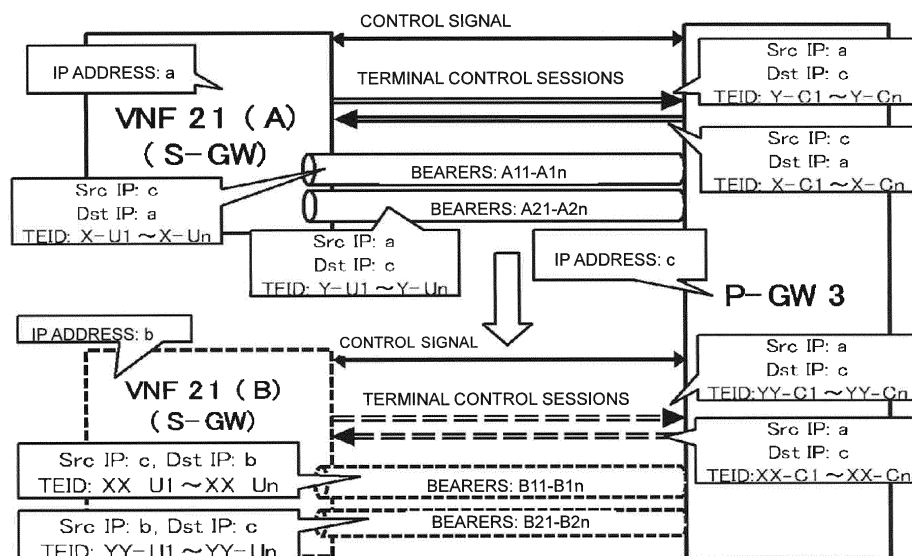 CONTROL SIGNAL
IP ADDRESS: a
TERMINAL CONTROL SESSIONS
Src IP: a
Dst IP: c
TEID: Y-C1～Y-Cn
VNF 21 (A)
(S-GW)
Src IP: c
Dst IP: a
TEID: X-C1～X-Cn
BEARERS: A11-A1n
Src IP: c
Dst IP: a
TEID: X-U1～X-Un
BEARERS: A21-A2n
Src IP: a
Dst IP: c
TEID: Y-U1～Y-Un
IP ADDRESS: c
P-GW 3
IP ADDRESS: b
CONTROL SIGNAL
Src IP: a
Dst IP: c
TEID:YY-C1～YY-Cn
VNF 21 (B)
(S-GW)
TERMINAL CONTROL SESSIONS
Src IP: a
Dst IP: c
TEID:XX-C1～XX-Cn
Src IP: c, Dst IP: b
TEID: XX U1～XX Un
BEARERS: B11-B1n
BEARERS: B21-B2n
Src IP: b, Dst IP: c
TEID: YY-U1～YY-Un